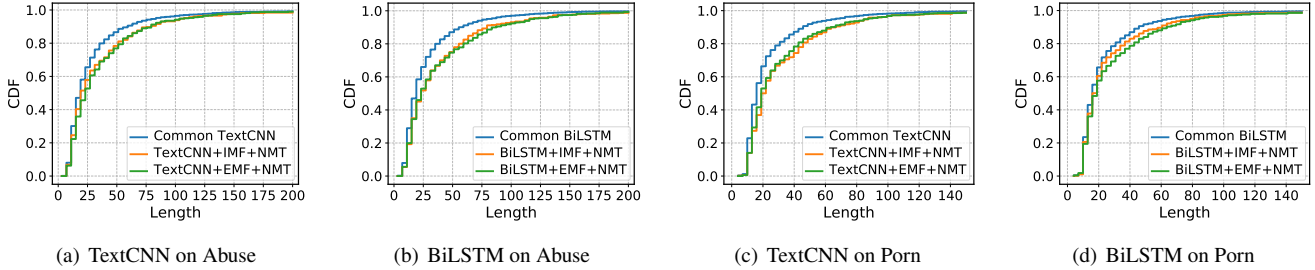 CDF
1.0
0.8
0.6
0.4
0.2
0.0
Common TextCNN
TextCNN+IMF+NMT
TextCNN+EMF+NMT
0 25 50 75 100 125 150 175 200
Length
(a) TextCNN on Abuse
CDF
1.0
0.8
0.6
0.4
0.2
0.0
Common BiLSTM
BiLSTM+IMF+NMT
BiLSTM+EMF+NMT
0 25 50 75 100 125 150 175 200
Length
(b) BiLSTM on Abuse
CDF
1.0
0.8
0.6
0.4
0.2
0.0
Common TextCNN
TextCNN+IMF+NMT
TextCNN+EMF+NMT
0 20 40 60 80 100 120 140
Length
(c) TextCNN on Porn
CDF
1.0
0.8
0.6
0.4
0.2
0.0
Common BiLSTM
BiLSTM+IMF+NMT
BiLSTM+EMF+NMT
0 20 40 60 80 100 120 140
Length
(d) BiLSTM on Porn